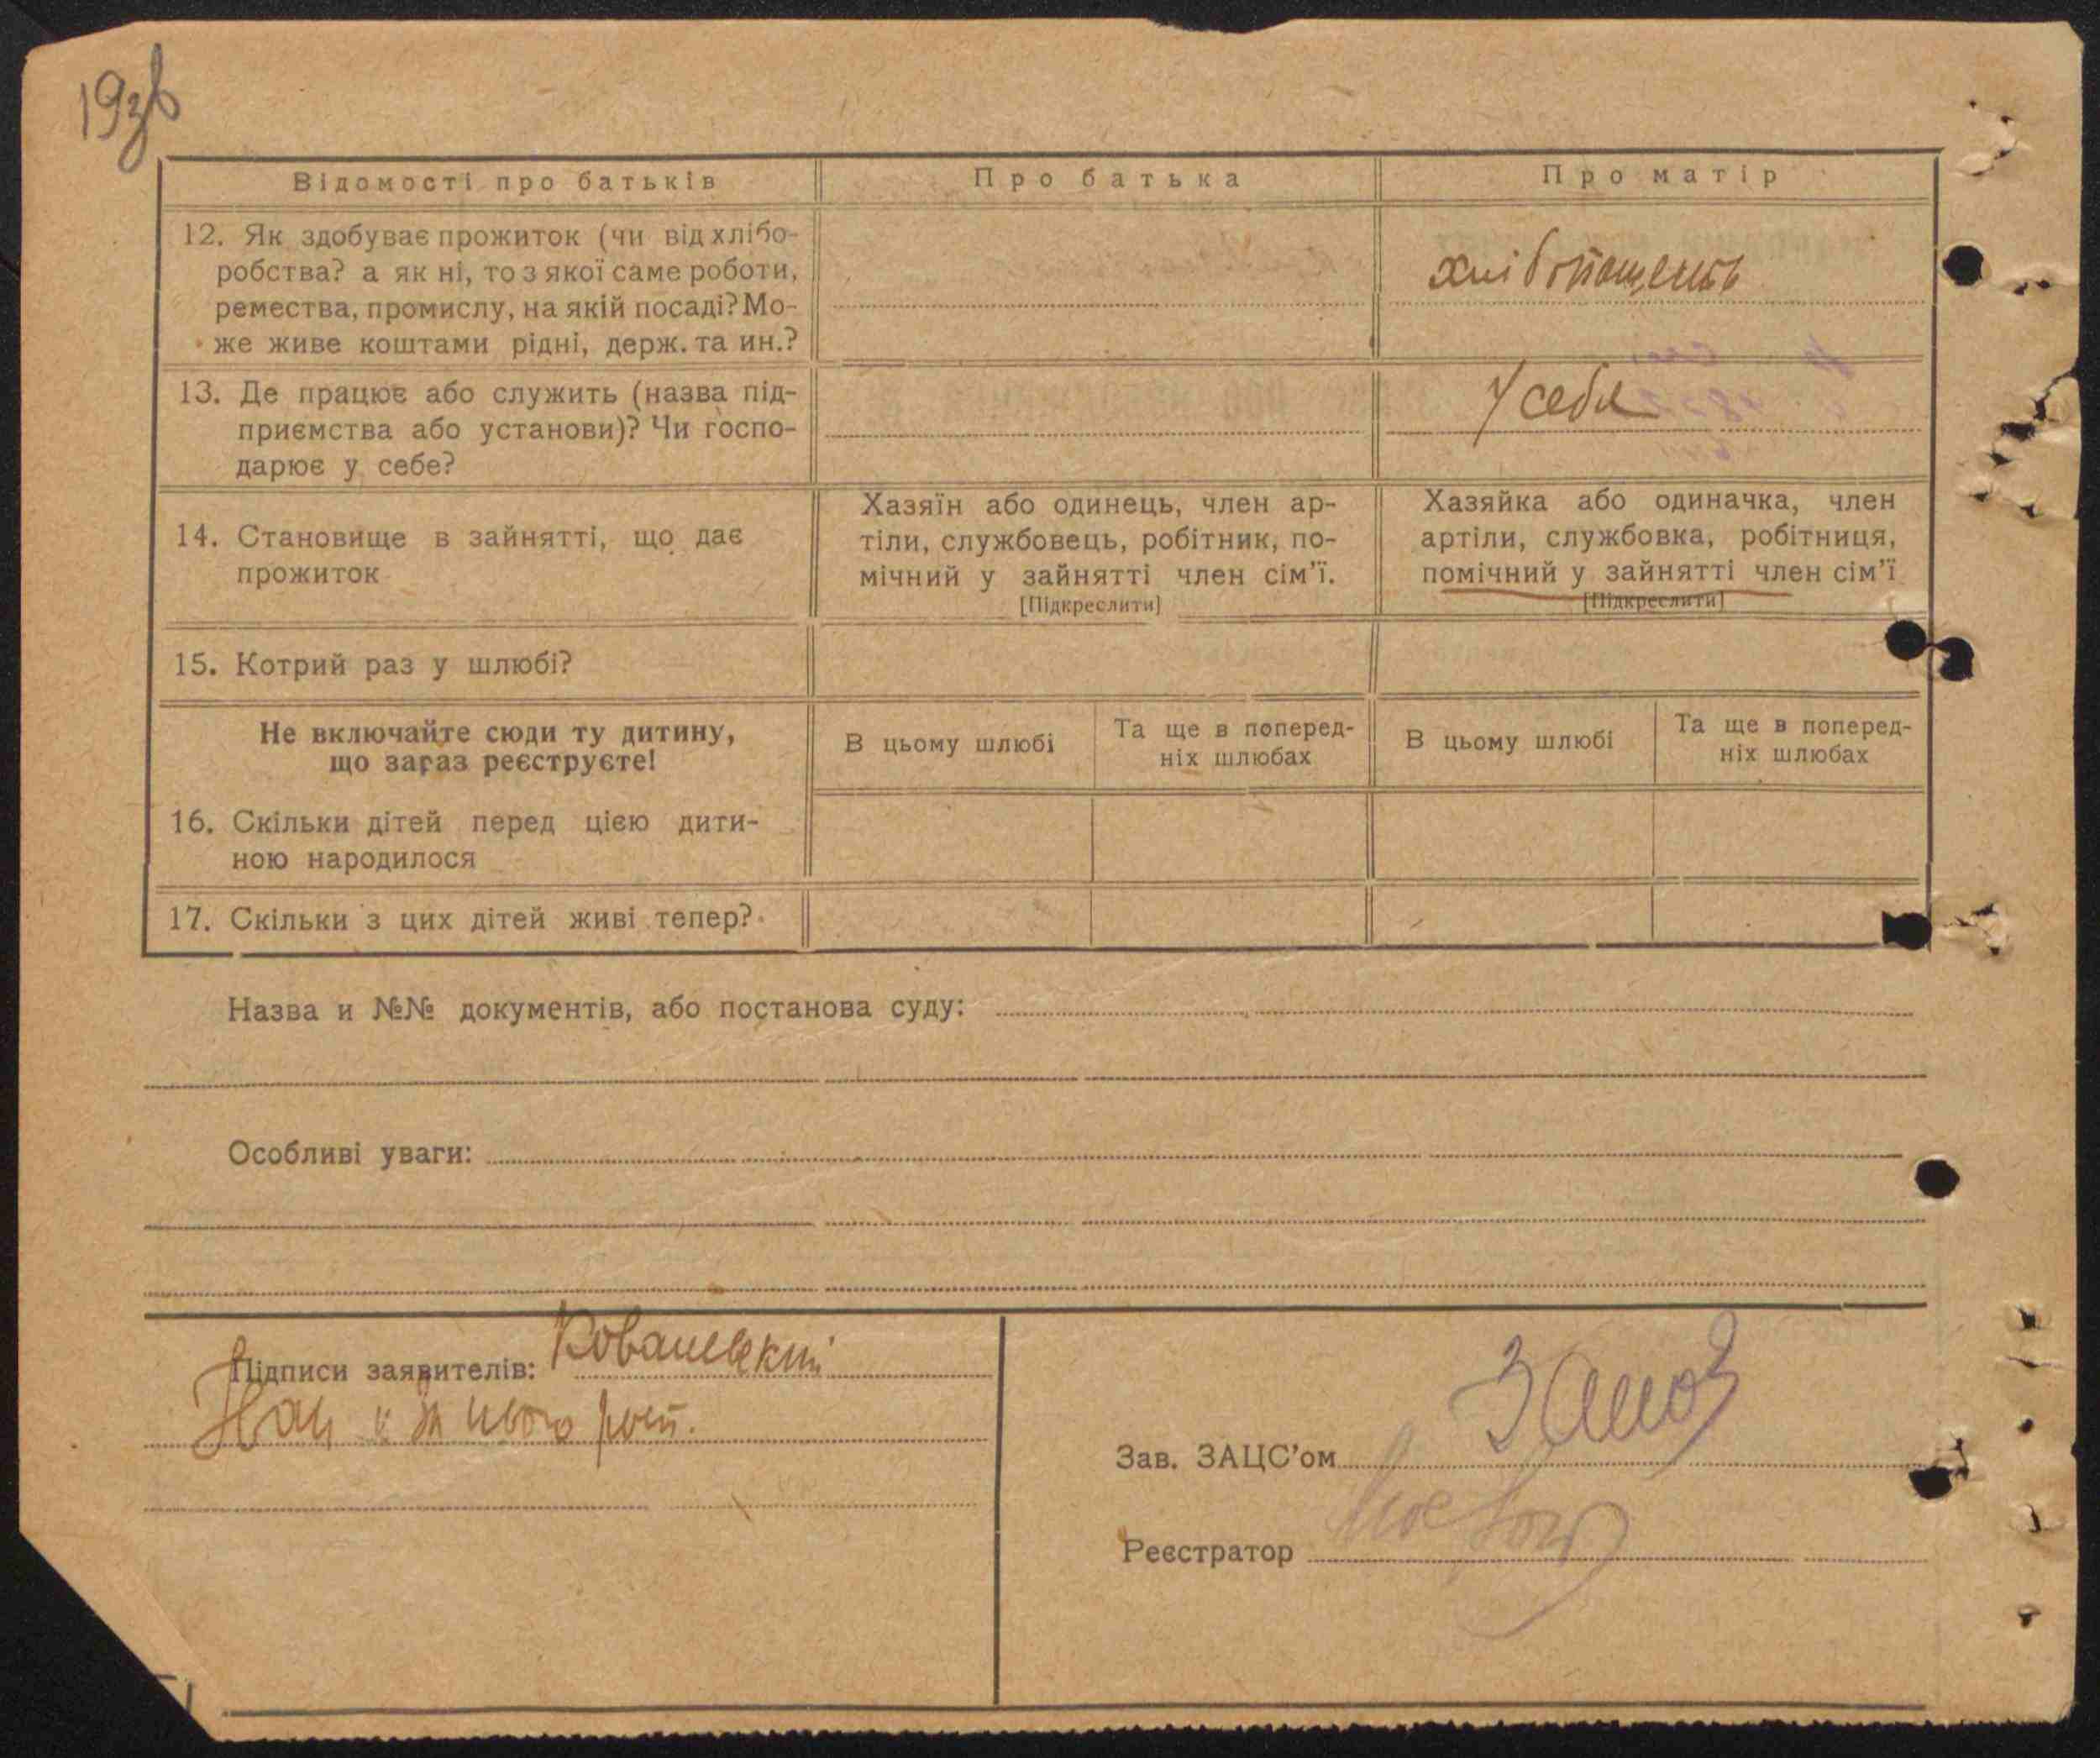 19зв
Відомості про батьків
Про батька
Про матір
12. Як здобуває прожиток (чи від хлібо-
робства? а як ні, то з якої саме роботи,
ремества, промислу, на якій посаді? Мо-
же живе коштами рідні, держ. та ин.?
13. Де працює або служить (назва під-
приємства або установи)? Чи госпо-
дарює у себе?
У себя
14. Становище в зайнятті, що дає
прожиток
Хазяїн або одинець, член ар-
тіли, службовець, робітник, по-
мічний у зайнятті член сім'ї.
[Підкреслити]
Хазяйка або одиначка, член
артіли, службовка, робітниця,
помічний у зайнятті член сім'ї
[Підкреслити]
15. Котрий раз у шлюбі?
Не включайте сюди ту дитину,
що зараз реєструєте!
В цьому шлюбі
Та ще в поперед-
ніх шлюбах
В цьому шлюбі
Та ще в поперед-
ніх шлюбах
16. Скільки дітей перед цією дити-
ною народилося
17. Скільки з цих дітей живі тепер?
Назва и №№ документів, або постанова суду:
Особливі уваги:
Підписи заявителів:
Зав. ЗАЦС'ом
Реєстратор